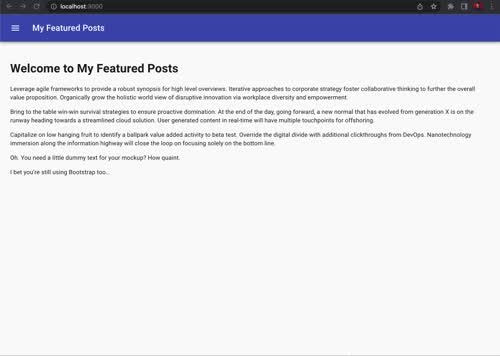 localhost:3000
My Featured Posts
Welcome to My Featured Posts
Leverage agile frameworks to provide a robust synopsis for high level overviews. Iterative approaches to corporate strategy foster collaborative thinking to further the overall
value proposition. Organically grow the holistic world view of disruptive innovation via workplace diversity and empowerment.
Bring to the table win-win survival strategies to ensure proactive domination. At the end of the day, going forward, a new normal that has evolved from generation X is on the
runway heading towards a streamlined cloud solution. User generated content in real-time will have multiple touchpoints for offshoring.
Capitalize on low hanging fruit to identify a ballpark value added activity to beta test. Override the digital divide with additional clickthroughs from DevOps. Nanotechnology
immersion along the information highway will close the loop on focusing solely on the bottom line.
Oh. You need a little dummy text for your mockup? How quaint.
I bet you're still using Bootstrap too…